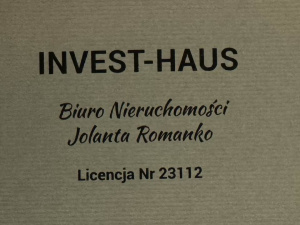 INVEST-HAUS
Biuro Nieruchomości
Jolanta Romanko
Licencja Nr 23112